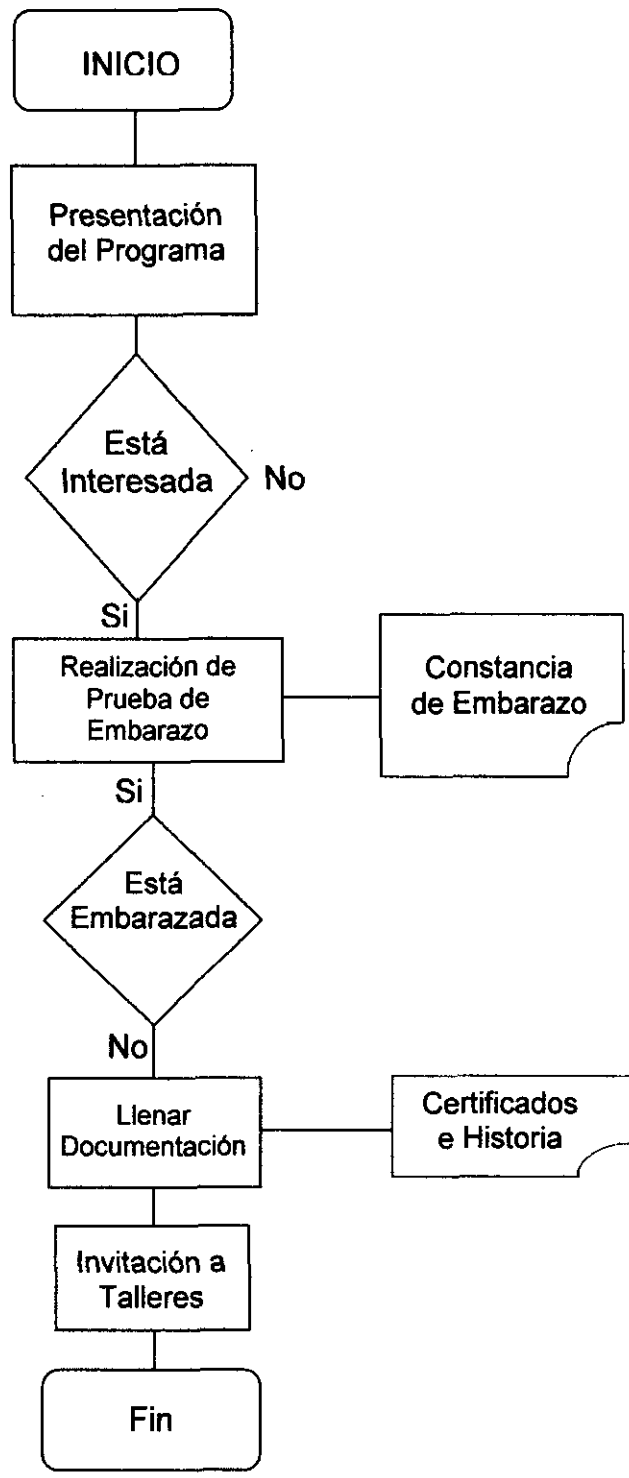 INICIO
Presentación
del Programa
Está
Interesada
No
Si
Realización de
Prueba de
Embarazo
Constancia
de Embarazo
Si
Está
Embarazada
No
Llenar
Documentación
Certificados
e Historia
Invitación a
Talleres
Fin